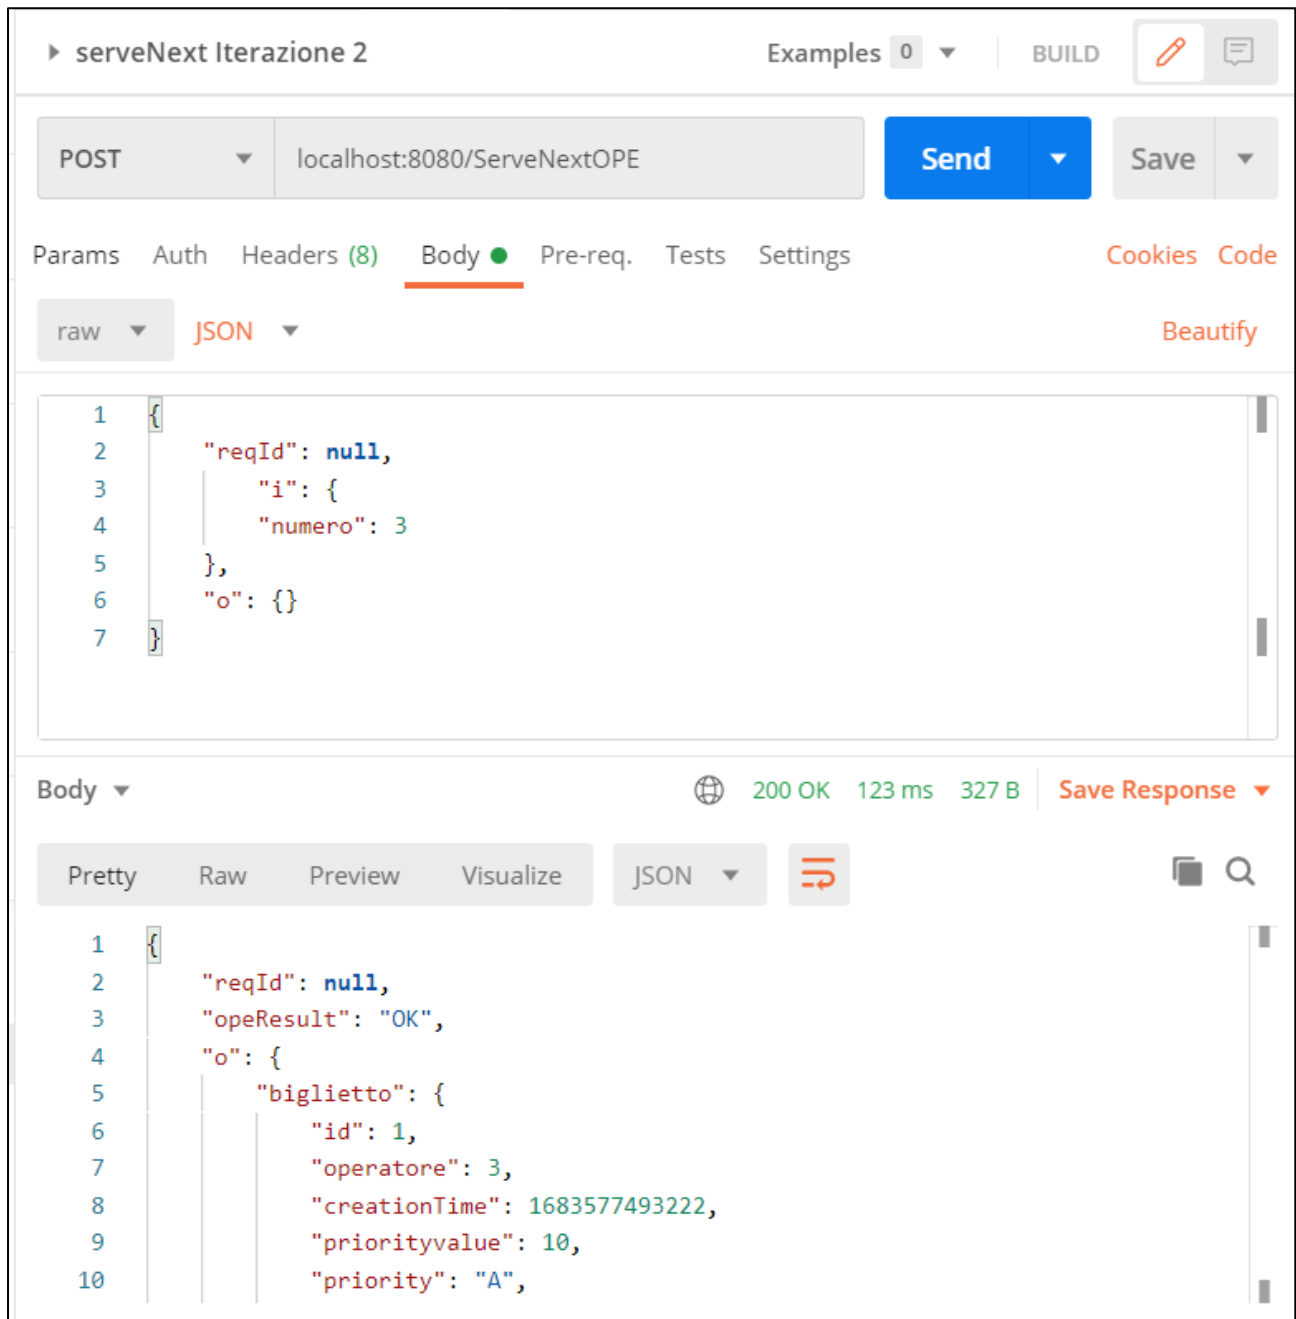 serveNext Iterazione 2 Examples 0 BUILD
POST localhost:8080/ServeNextOPE Send Save
Params Auth Headers (8) Body Pre-req. Tests Settings Cookies Code
raw JSON Beautify
1 {
2 "reqId": null,
3 "i": {
4 "numero": 3
5 },
6 "o": {}
7 }
Body 200 OK 123 ms 327 B Save Response
Pretty Raw Preview Visualize JSON
1 {
2 "reqId": null,
3 "opeResult": "OK",
4 "o": {
5 "biglietto": {
6 "id": 1,
7 "operatore": 3,
8 "creationTime": 1683577493222,
9 "priorityvalue": 10,
10 "priority": "A",